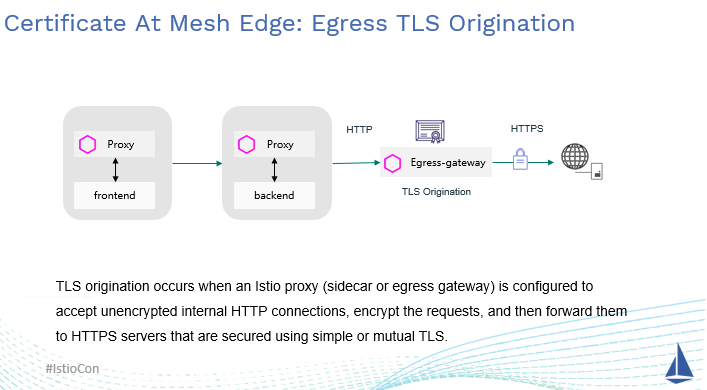 Certificate At Mesh Edge: Egress TLS Origination
HTTP
HTTPS
Proxy
Proxy
Egress-gateway
frontend
backend
TLS Origination
TLS origination occurs when an Istio proxy (sidecar or egress gateway) is configured to
accept unencrypted internal HTTP connections, encrypt the requests, and then forward them
to HTTPS servers that are secured using simple or mutual TLS.
#IstioCon